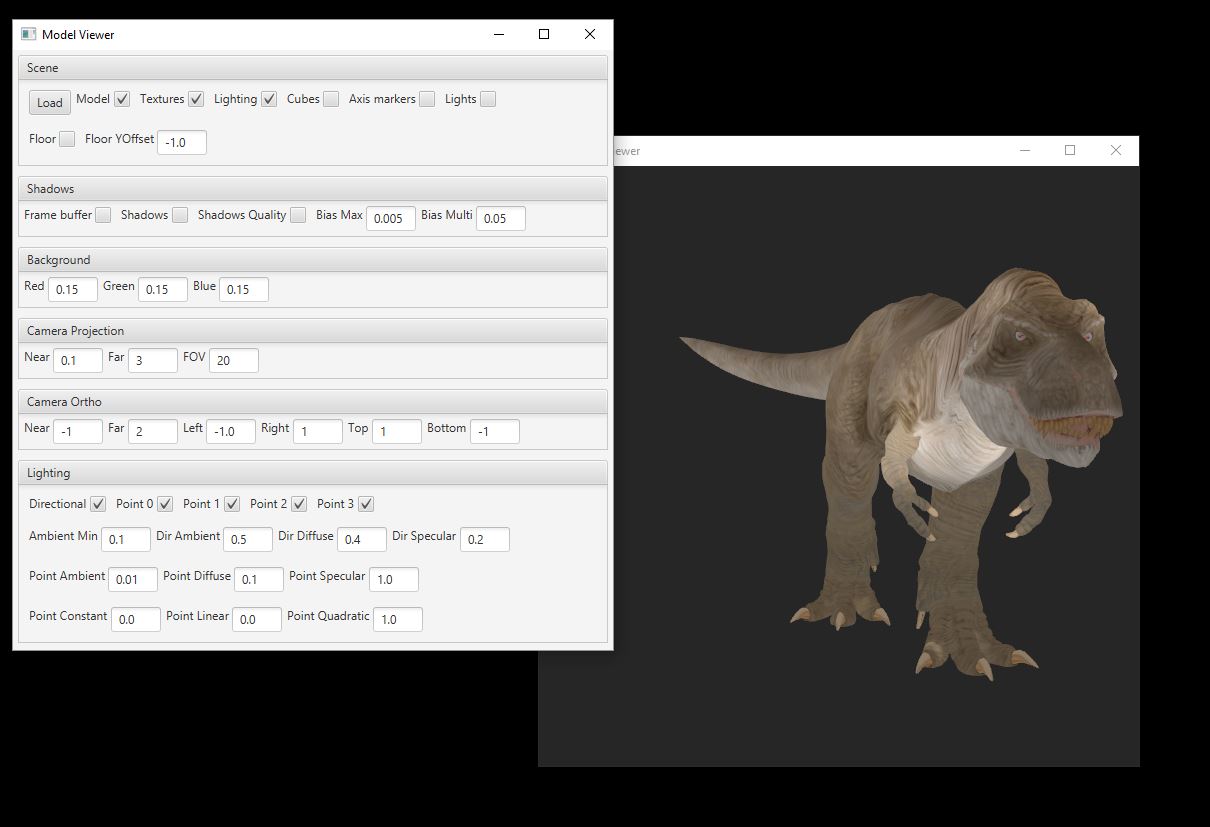 Model Viewer
Scene
Load Model Textures Lighting Cubes Axis markers Lights
Floor Floor YOffset -1.0
ewer
Shadows
Frame buffer Shadows Shadows Quality Bias Max 0.005 Bias Multi 0.05
Background
Red 0.15 Green 0.15 Blue 0.15
Camera Projection
Near 0.1 Far 3 FOV 20
Camera Ortho
Near -1 Far 2 Left -1.0 Right 1 Top 1 Bottom -1
Lighting
Directional Point 0 Point 1 Point 2 Point 3
Ambient Min 0.1 Dir Ambient 0.5 Dir Diffuse 0.4 Dir Specular 0.2
Point Ambient 0.01 Point Diffuse 0.1 Point Specular 1.0
Point Constant 0.0 Point Linear 0.0 Point Quadratic 1.0